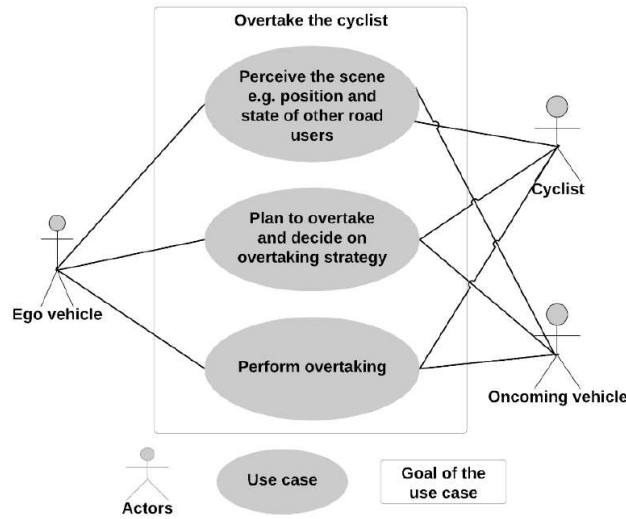 Overtake the cyclist
Perceive the scene
e.g. position and
state of other road
users
Cyclist
Plan to overtake
and decide on
overtaking strategy
Ego vehicle
Perform overtaking
Oncoming vehicle
Use case
Goal of the
use case
Actors